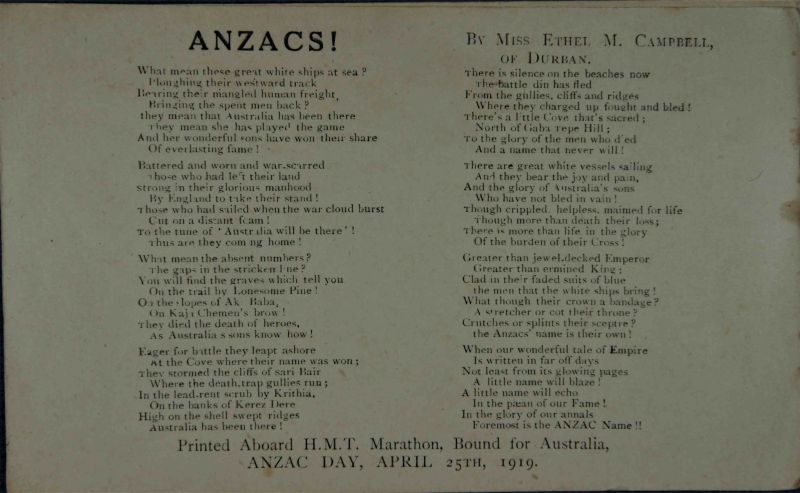 ANZACS!
What mean these great white ships at sea?
Ploughing their westward track
Bearing their mangled human freight,
Bringing the spent men back?
they mean that Australia has been there
They mean she has played the game
And her wonderful sons have won their share
Of everlasting fame!
Battered and worn and war-scarred
Those who had left their land
strong in their glorious manhood
By England to take their stand!
Those who had sailed when the war cloud burst
Out on a distant foam!
To the tune of 'Australia will be there'!
Thus are they coming home!
What mean the absent numbers?
The gaps in the stricken line?
You will find the graves which tell you
On the trail by Lonesome Pine!
On the slopes of Ak Baba,
On Kaja Chemen's brow!
They died the death of heroes,
As Australia s sons know how!
Eager for battle they leapt ashore
At the Cove where their name was won;
They stormed the cliffs of sari Bair
Where the death-trap gullies run;
In the lead-rent scrub by Krithia,
On the banks of Kerez Dere
High on the shell swept ridges
Australia has been there!
By Miss Ethel M. Campbell,
of Durban.
There is silence on the beaches now
The battle din has fled
From the gullies, cliffs and ridges
Where they charged up fought and bled!
There's a little Cove that's sacred;
North of Gaba Tepe Hill;
To the glory of the men who died
And a name that never will!
There are great white vessels sailing
And they bear the joy and pain,
And the glory of Australia's sons
Who have not bled in vain!
Though crippled, helpless, maimed for life
Though more than death their loss;
There is more than life in the glory
Of the burden of their Cross!
Greater than jewel-decked Emperor
Greater than ermined King;
Clad in their faded suits of blue
the men that the white ships bring!
What though their crown a bandage?
A stretcher or cot their throne?
Crutches or splints their sceptre?
the Anzacs' name is their own!
When our wonderful tale of Empire
Is written in far off days
Not least from its glowing pages
A little name will blaze!
A little name will echo
In the pæan of our Fame!
In the glory of our annals
Foremost is the ANZAC Name!!
Printed Aboard H.M.T. Marathon, Bound for Australia,
ANZAC DAY, APRIL 25TH, 1919.